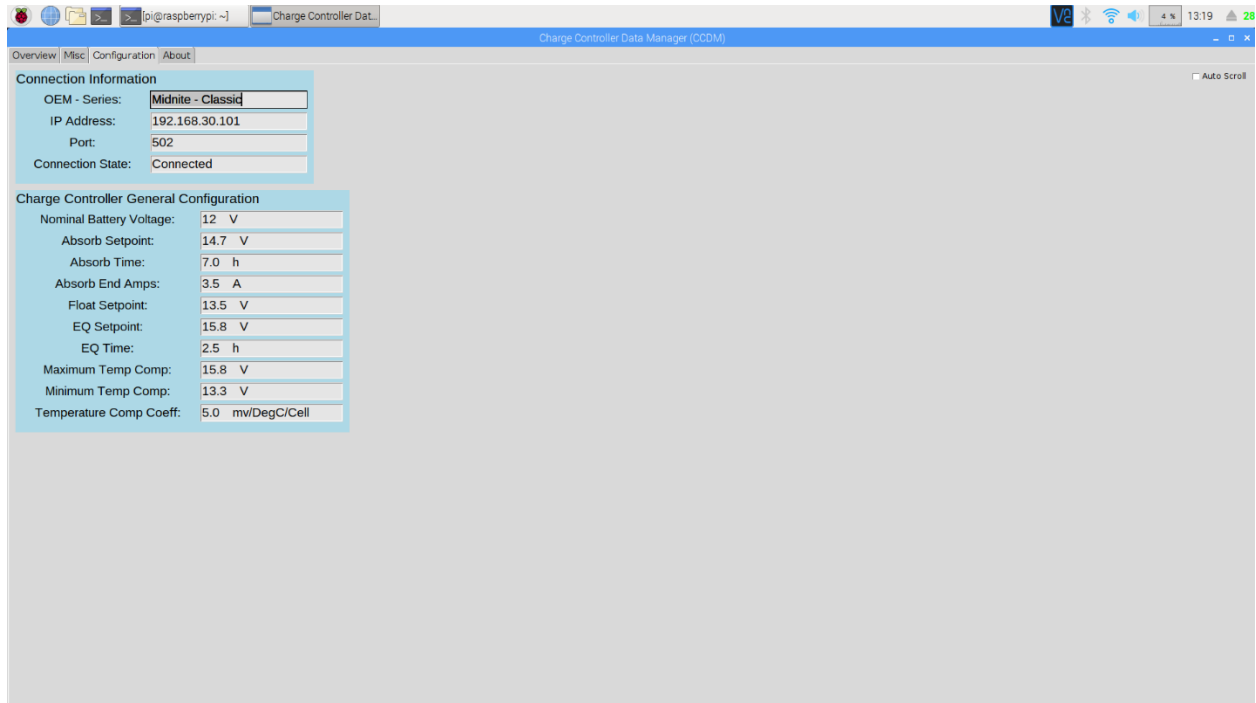 [pi@raspberrypi: ~]
Charge Controller Dat...
4 %
13:19
28
Charge Controller Data Manager (CCDM)
Overview Misc Configuration About
Auto Scroll
Connection Information
OEM - Series: Midnite - Classic
IP Address: 192.168.30.101
Port: 502
Connection State: Connected
Charge Controller General Configuration
Nominal Battery Voltage: 12 V
Absorb Setpoint: 14.7 V
Absorb Time: 7.0 h
Absorb End Amps: 3.5 A
Float Setpoint: 13.5 V
EQ Setpoint: 15.8 V
EQ Time: 2.5 h
Maximum Temp Comp: 15.8 V
Minimum Temp Comp: 13.3 V
Temperature Comp Coeff: 5.0 mv/DegC/Cell